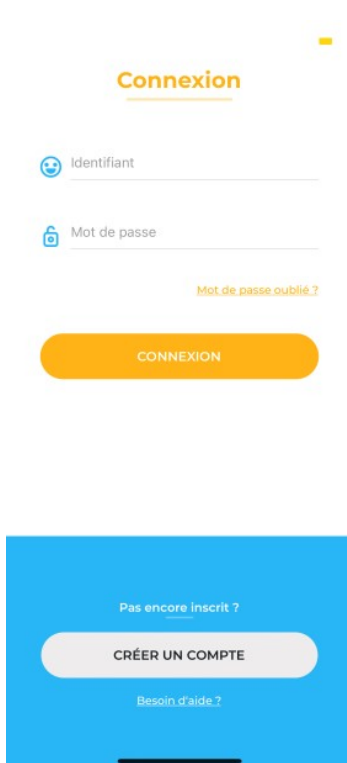 Connexion
Identifiant
Mot de passe
Mot de passe oublié ?
CONNEXION
Pas encore inscrit ?
CRÉER UN COMPTE
Besoin d'aide ?